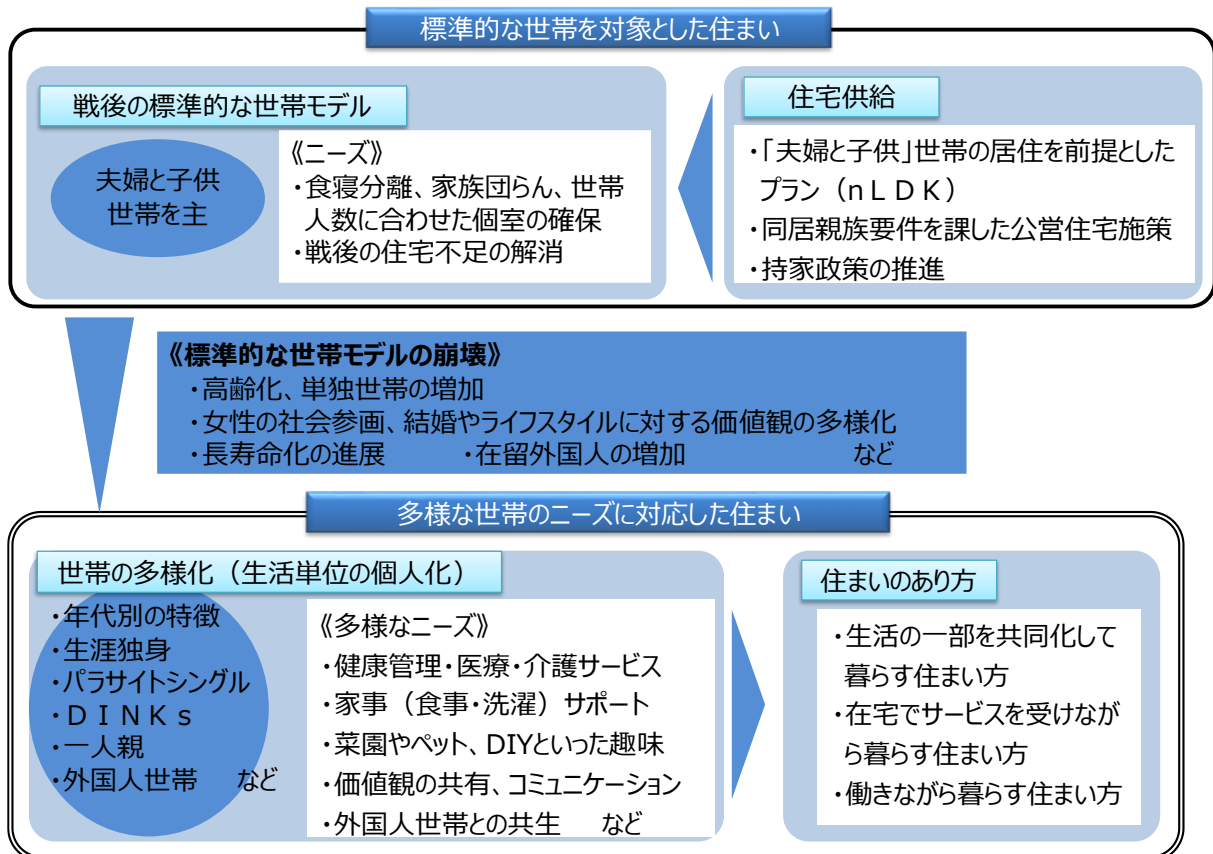 標準的な世帯を対象とした住まい
戦後の標準的な世帯モデル
夫婦と子供
世帯を主
《ニーズ》
・食寝分離、家族団らん、世帯
人数に合わせた個室の確保
・戦後の住宅不足の解消
住宅供給
・「夫婦と子供」世帯の居住を前提とした
プラン（nＬＤＫ）
・同居親族要件を課した公営住宅施策
・持家政策の推進
《標準的な世帯モデルの崩壊》
・高齢化、単独世帯の増加
・女性の社会参画、結婚やライフスタイルに対する価値観の多様化
・長寿命化の進展　・在留外国人の増加　など
多様な世帯のニーズに対応した住まい
世帯の多様化（生活単位の個人化）
・年代別の特徴
・生涯独身
・パラサイトシングル
・ＤＩＮＫｓ
・一人親
・外国人世帯　など
《多様なニーズ》
・健康管理・医療・介護サービス
・家事（食事・洗濯）サポート
・菜園やペット、DIYといった趣味
・価値観の共有、コミュニケーション
・外国人世帯との共生　など
住まいのあり方
・生活の一部を共同化して
暮らす住まい方
・在宅でサービスを受けなが
ら暮らす住まい方
・働きながら暮らす住まい方